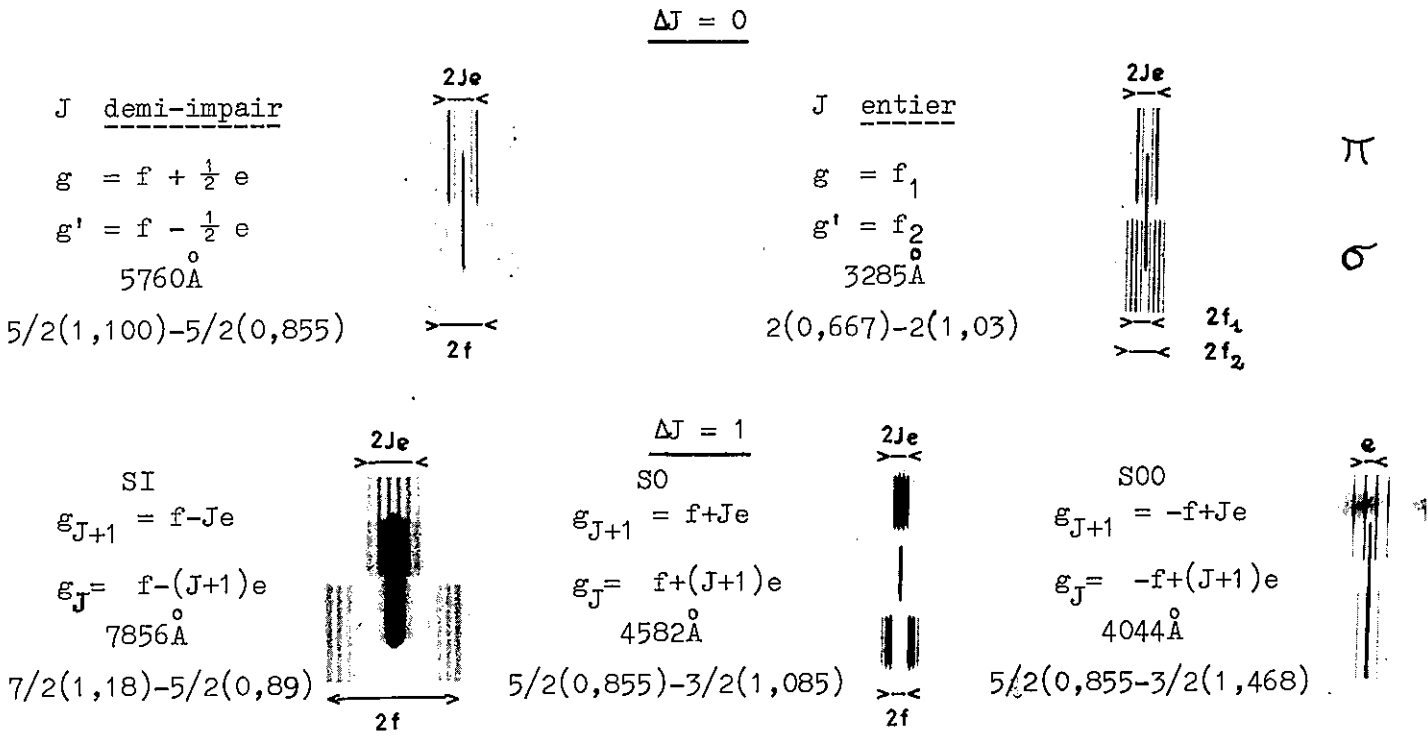 ΔJ = 0
J demi-impair
2Je
g = f + ½ e
g' = f - ½ e
5760Å
5/2(1,100)-5/2(0,855)
2f
J entier
2Je
π
g = f₁
g' = f₂
σ
3285Å
2(0,667)-2(1,03)
2f₁
2f₂
ΔJ = 1
2Je
SI
g_{J+1} = f-Je
g_J= f-(J+1)e
7856Å
7/2(1,18)-5/2(0,89)
2f
2Je
SO
g_{J+1} = f+Je
g_J= f+(J+1)e
4582Å
5/2(0,855)-3/2(1,085)
2f
e
SOO
g_{J+1} = -f+Je
g_J= -f+(J+1)e
4044Å
5/2(0,855-3/2(1,468)